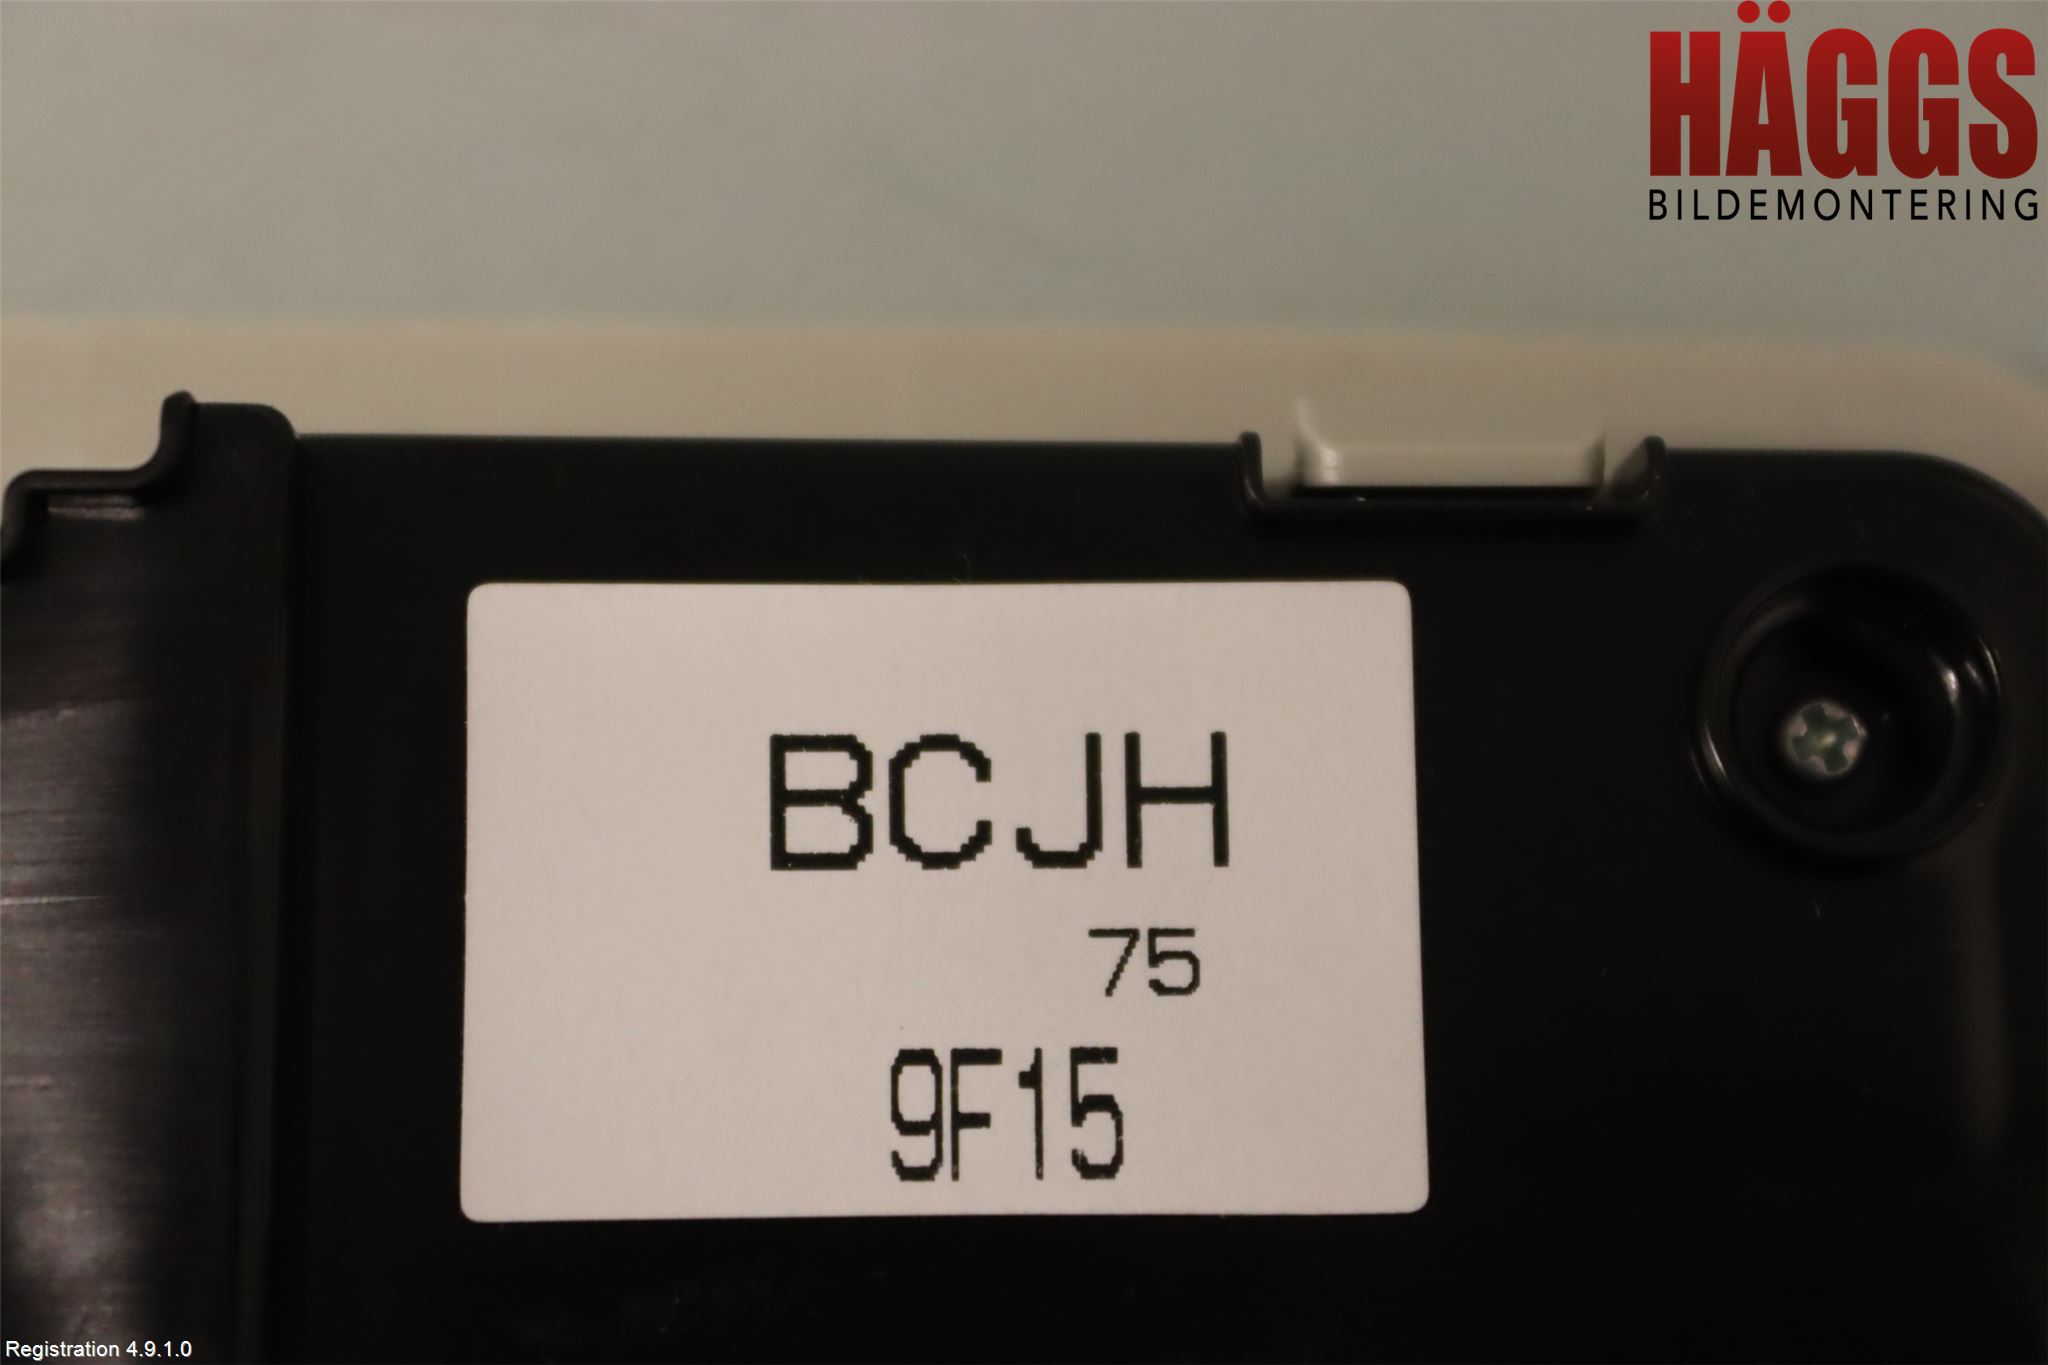 HÄGGS
BILDEMONTERING
BCJH
75
9F15
Registration 4.9.1.0